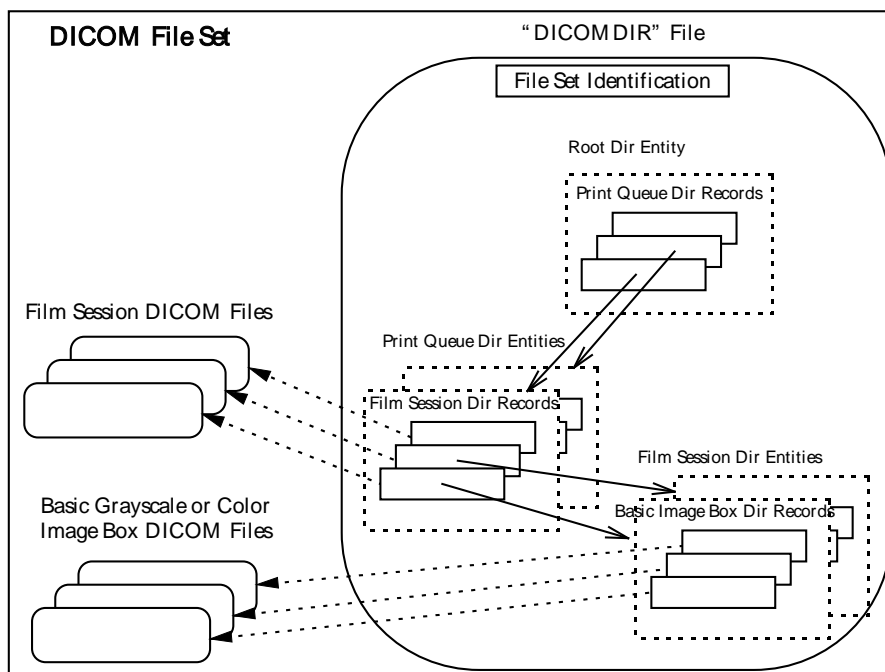 DICOM File Set
“DICOMDIR” File
File Set Identification
Root Dir Entity
Print Queue Dir Records
Film Session DICOM Files
Print Queue Dir Entities
Film Session Dir Records
Film Session Dir Entities
Basic Grayscale or Color
Image Box DICOM Files
Basic Image Box Dir Records